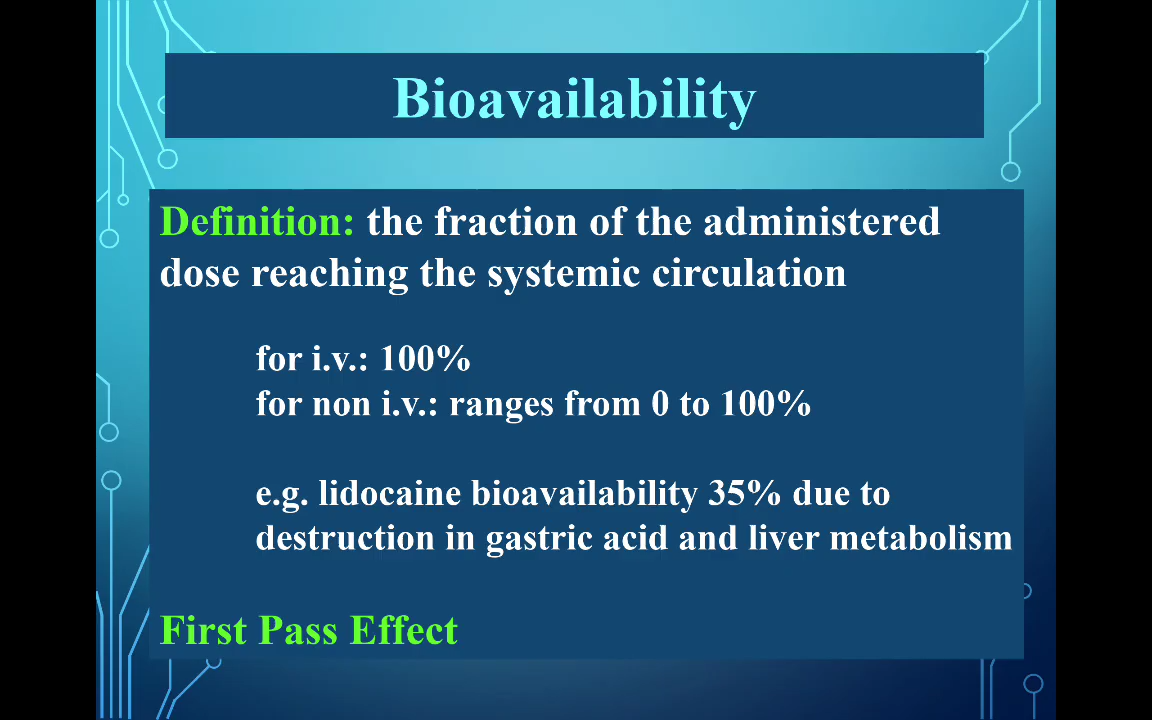 Bioavailability
Definition: the fraction of the administered
dose reaching the systemic circulation
for i.v.: 100%
for non i.v.: ranges from 0 to 100%
e.g. lidocaine bioavailability 35% due to
destruction in gastric acid and liver metabolism
First Pass Effect